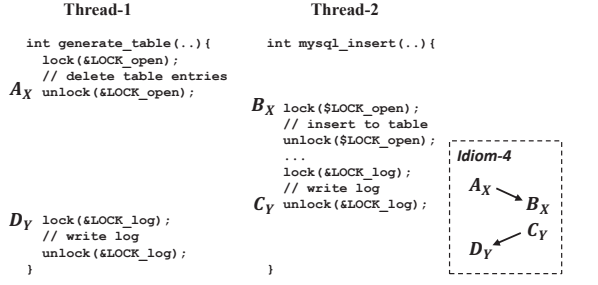 Thread-1
int generate_table(..){
lock(&LOCK_open);
// delete table entries
A_X unlock(&LOCK_open);
D_Y lock(&LOCK_log);
// write log
unlock(&LOCK_log);
}
Thread-2
int mysql_insert(..){
B_X lock($LOCK_open);
// insert to table
unlock($LOCK_open);
...
lock(&LOCK_log);
// write log
C_Y unlock(&LOCK_log);
}
Idiom-4
A_X
B_X
C_Y
D_Y